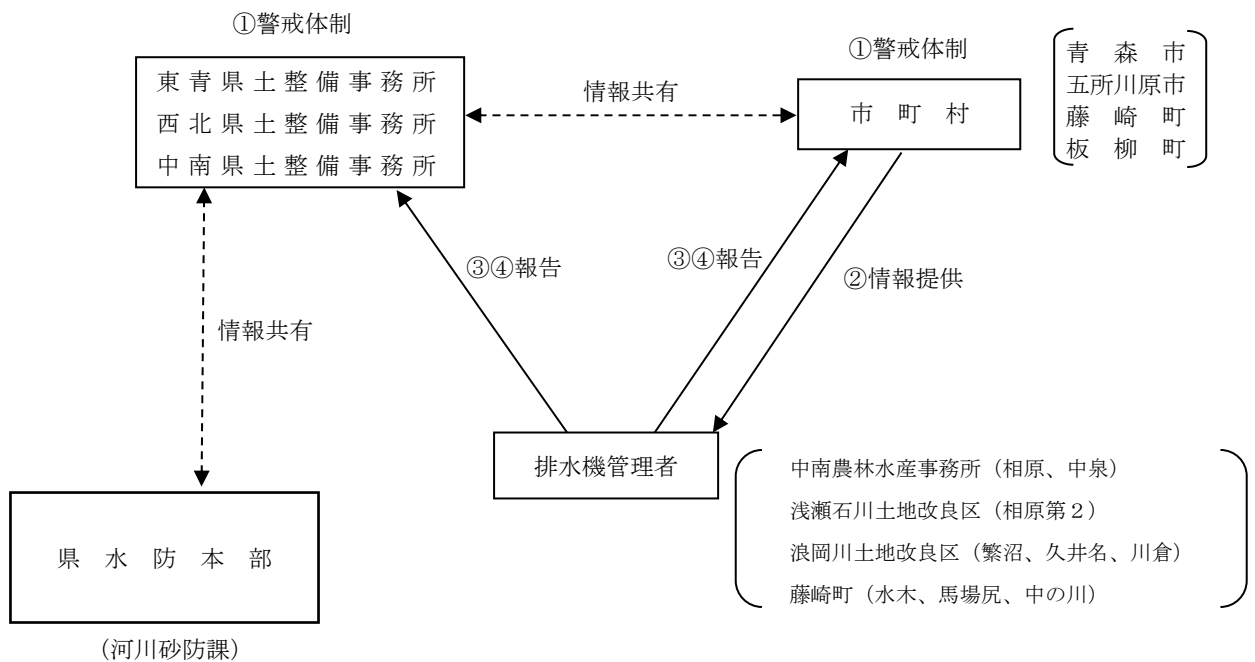 ①警戒体制
東青県土整備事務所
西北県土整備事務所
中南県土整備事務所
情報共有
①警戒体制
市町村
青森市
五所川原市
藤崎町
板柳町
③④報告
③④報告
②情報提供
情報共有
排水機管理者
中南農林水産事務所（相原、中泉）
浅瀬石川土地改良区（相原第２）
浪岡川土地改良区（繁沼、久井名、川倉）
藤崎町（水木、馬場尻、中の川）
県水防本部
（河川砂防課）